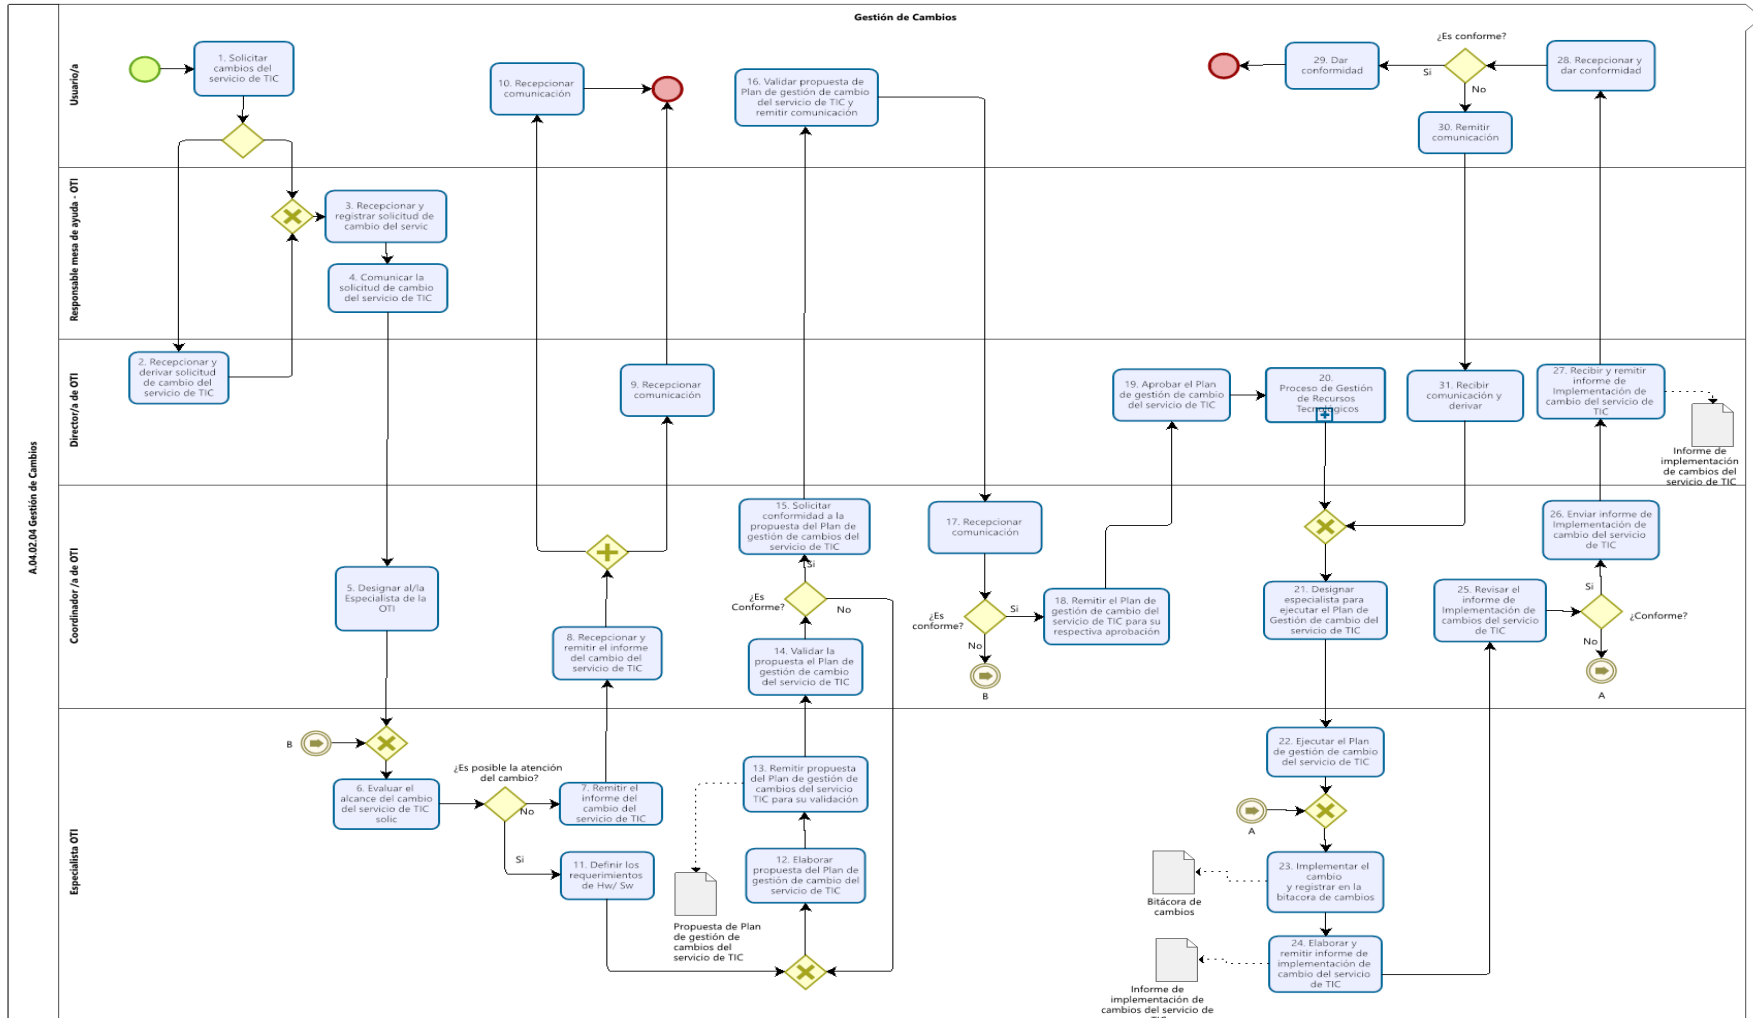 Gestión de Cambios
A.04.02.04 Gestión de Cambios
Usuario/a
1. Solicitar
cambios del
servicio de TIC
10. Recepcionar
comunicación
16. Validar propuesta de
Plan de gestión de cambio
del servicio de TIC y
remitir comunicación
29. Dar
conformidad
Si
¿Es conforme?
No
28. Recepcionar y
dar conformidad
30. Remitir
comunicación
Responsable mesa de ayuda - OTI
3. Recepcionar y
registrar solicitud de
cambio del servic
4. Comunicar la
solicitud de cambio
del servicio de TIC
Director/a de OTI
2. Recepcionar y
derivar solicitud
de cambio del
servicio de TIC
9. Recepcionar
comunicación
19. Aprobar el Plan
de gestión de cambio
del servicio de TIC
20.
Proceso de Gestión
de Recursos
Tecnológicos
31. Recibir
comunicación y
derivar
27. Recibir y remitir
informe de
Implementación de
cambio del servicio de
TIC
Informe de
implementación
de cambios del
servicio de TIC
Coordinador /a de OTI
5. Designar al/la
Especialista de la
OTI
8. Recepcionar y
remitir el informe
del cambio del
servicio de TIC
15. Solicitar
conformidad a la
propuesta del Plan de
gestión de cambios del
servicio de TIC
Si
¿Es
Conforme?
No
14. Validar la
propuesta el Plan de
gestión de cambio
del servicio de TIC
17. Recepcionar
comunicación
¿Es
conforme?
Si
No
B
18. Remitir el Plan de
gestión de cambio del
servicio de TIC para su
respectiva aprobación
21. Designar
especialista para
ejecutar el Plan de
Gestión de cambio del
servicio de TIC
25. Revisar el
informe de
Implementación de
cambios del servicio
de TIC
26. Enviar informe de
Implementación de
cambio del servicio
de TIC
Si
¿Conforme?
No
A
Especialista OTI
B
6. Evaluar el
alcance del cambio
del servicio de TIC
solic
¿Es posible la atención
del cambio?
No
Si
7. Remitir el
informe del
cambio del
servicio de TIC
11. Definir los
requerimientos
de Hw/ Sw
13. Remitir propuesta
del Plan de gestión de
cambios del servicio
TIC para su validación
12. Elaborar
propuesta del Plan de
gestión de cambio del
servicio de TIC
Propuesta de Plan
de gestión de
cambios del
servicio de TIC
22. Ejecutar el Plan
de gestión de cambio
del servicio de TIC
A
23. Implementar el
cambio
y registrar en la
bitacora de cambios
Bitácora de
cambios
24. Elaborar y
remitir informe de
implementación de
cambio del servicio
de TIC
Informe de
implementación de
cambios del servicio de